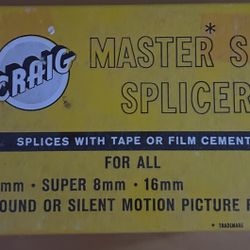 CRAIG
MASTER* S
SPLICER
SPLICES WITH TAPE OR FILM CEMENT
FOR ALL
mm · SUPER 8mm · 16mm
OUND OR SILENT MOTION PICTURE F
* TRADEMARK